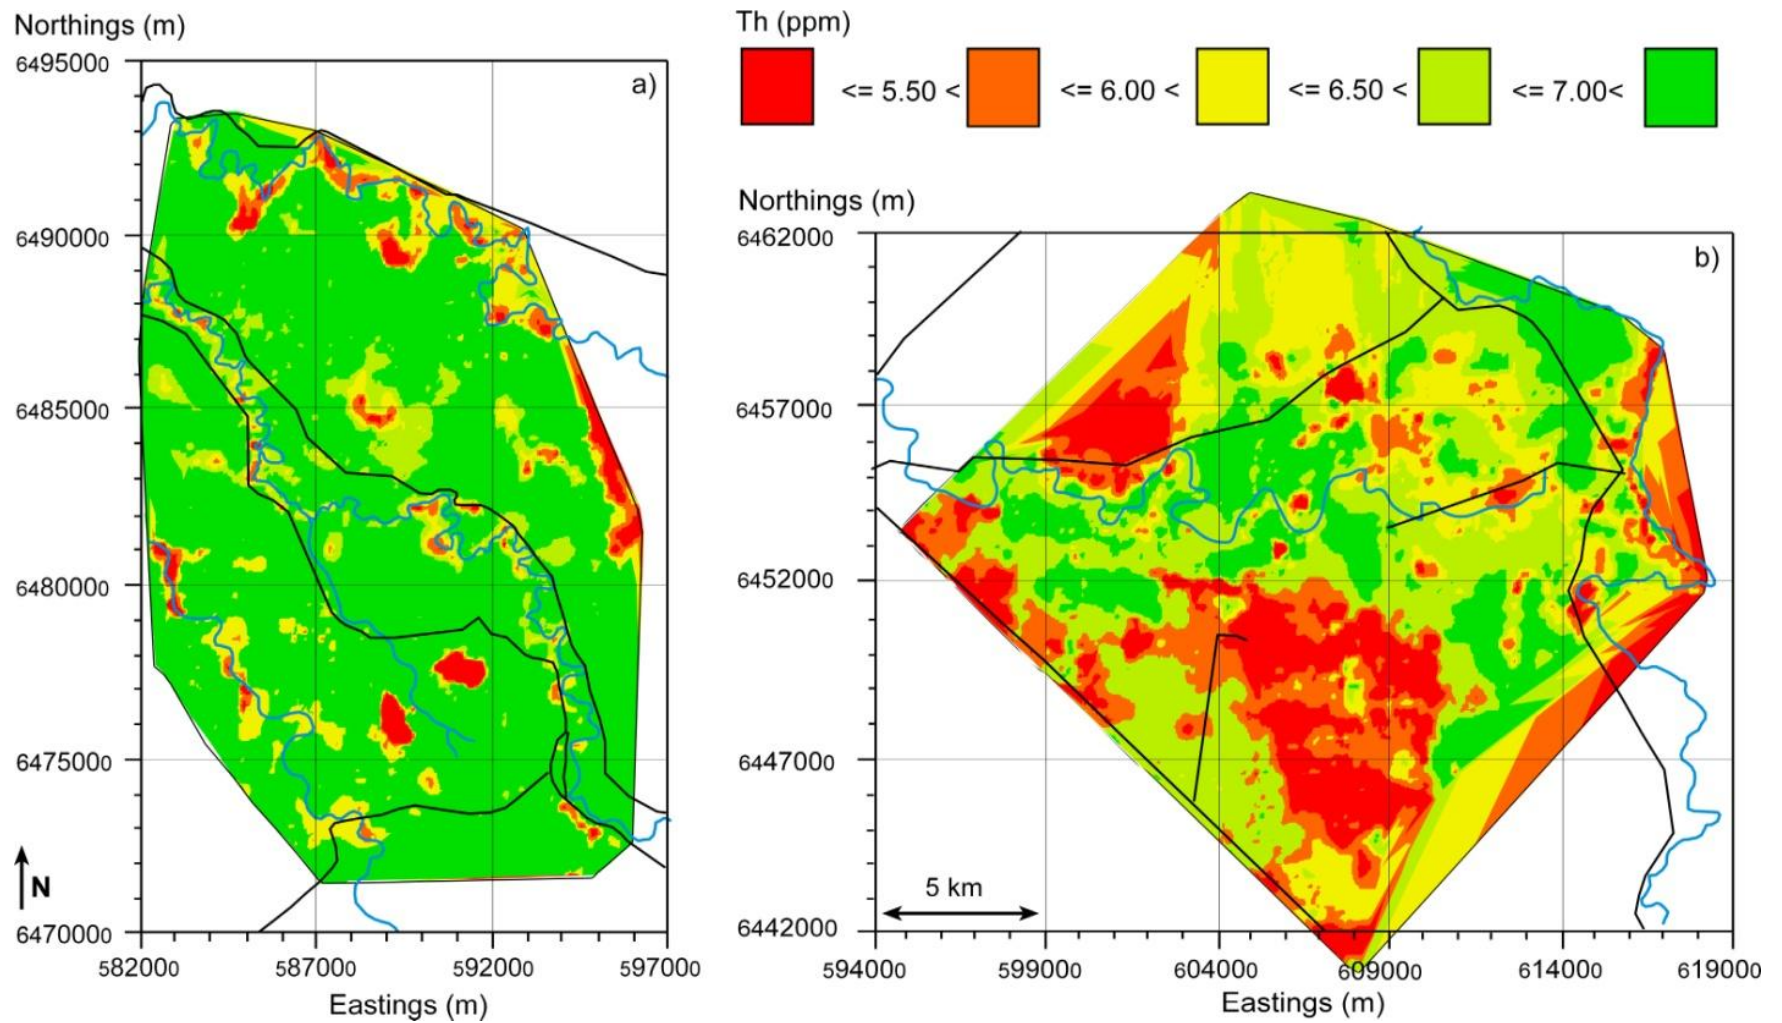 Northings (m)
6495000
6490000
6485000
6480000
6475000
6470000
a)
N
582000 587000 592000 597000
Eastings (m)
Th (ppm)
<= 5.50 < <= 6.00 < <= 6.50 < <= 7.00<
Northings (m)
6462000
6457000
6452000
6447000
6442000
b)
5 km
594000 599000 604000 609000 614000 619000
Eastings (m)